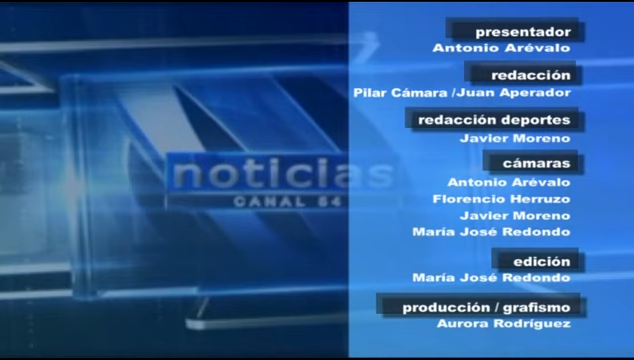 presentador
Antonio Arévalo
redacción
Pilar Cámara /Juan Aperador
redacción deportes
Javier Moreno
cámaras
Antonio Arévalo
Florencio Herruzo
Javier Moreno
María José Redondo
edición
María José Redondo
producción / grafismo
Aurora Rodríguez
noticias
CANAL 54